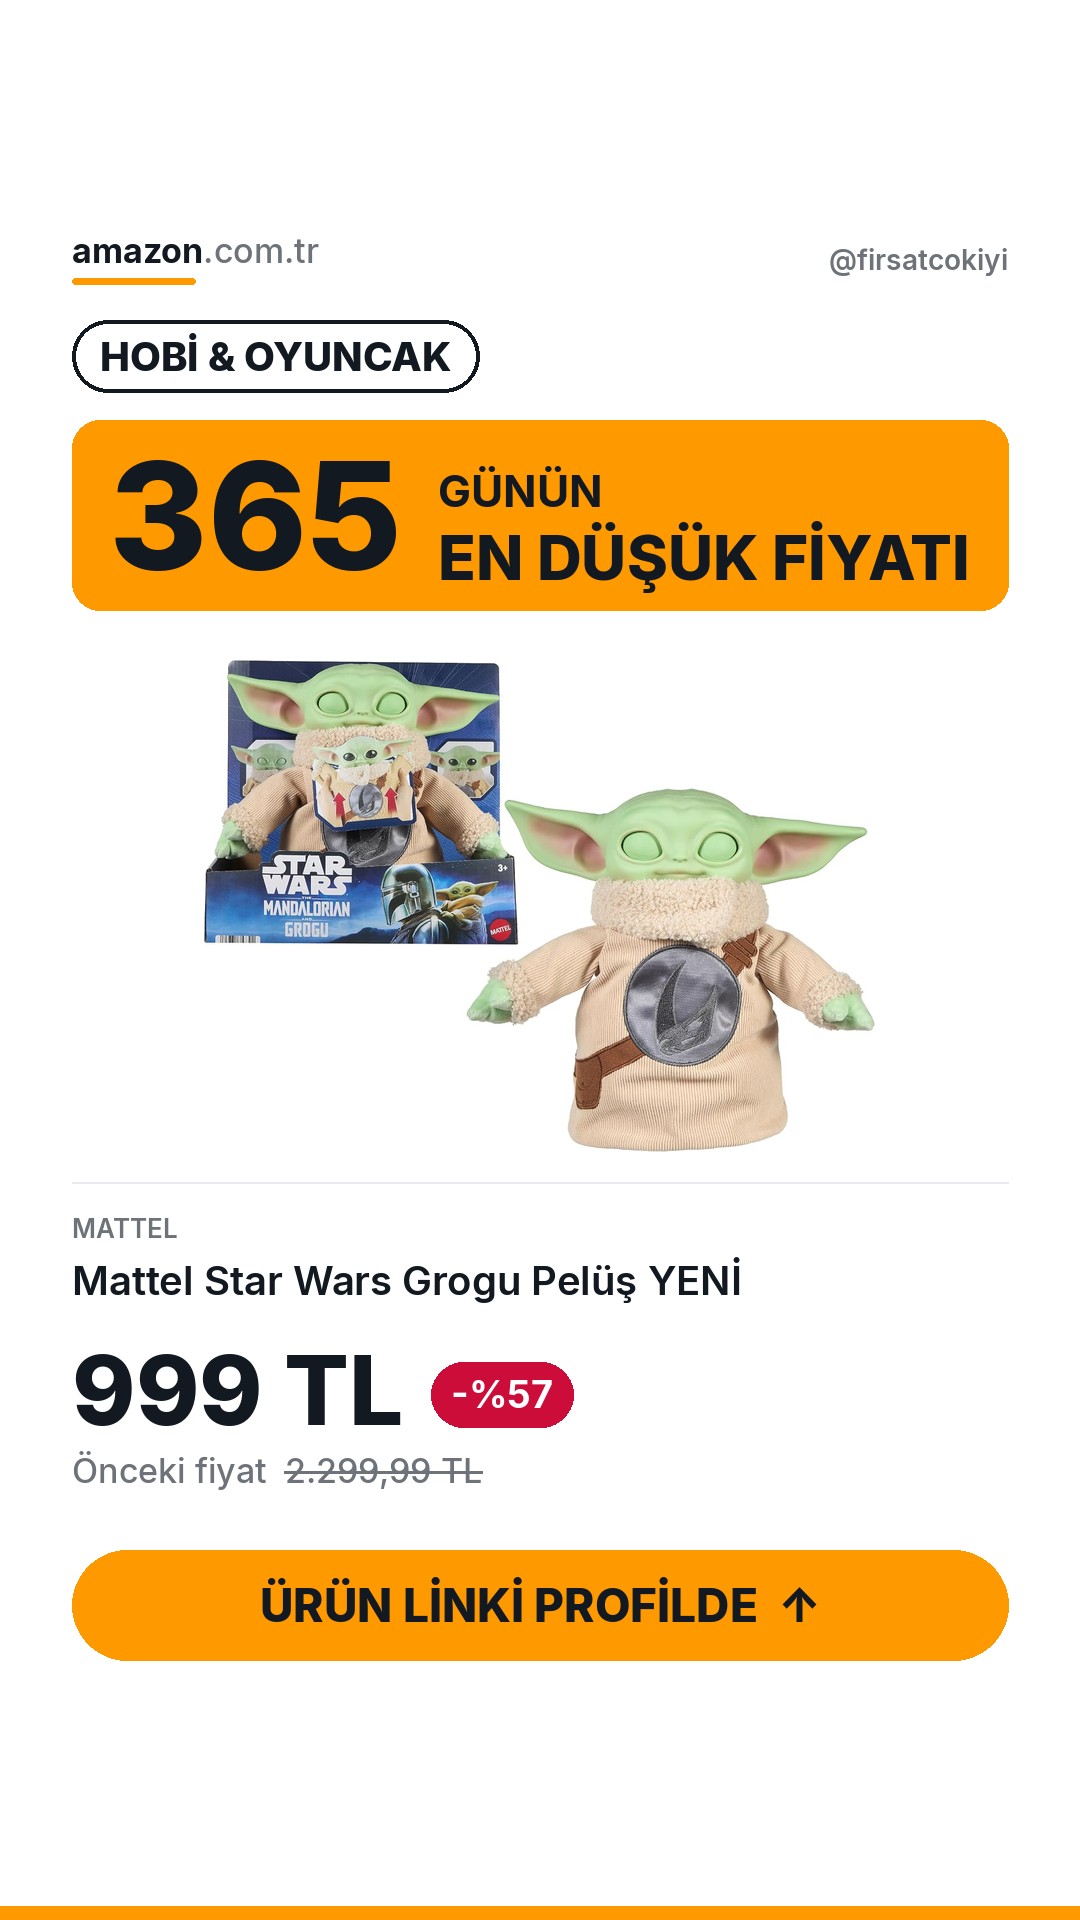 amazon.com.tr
@firsatcokiyi
HOBİ & OYUNCAK
365
GÜNÜN
EN DÜŞÜK FİYATI
3+
STAR
WARS
THE
MANDALORIAN
AND
GROGU
MATTEL
MATTEL
Mattel Star Wars Grogu Pelüş YENİ
999 TL
-%57
Önceki fiyat 2.299,99 TL
ÜRÜN LİNKİ PROFİLDE ↑